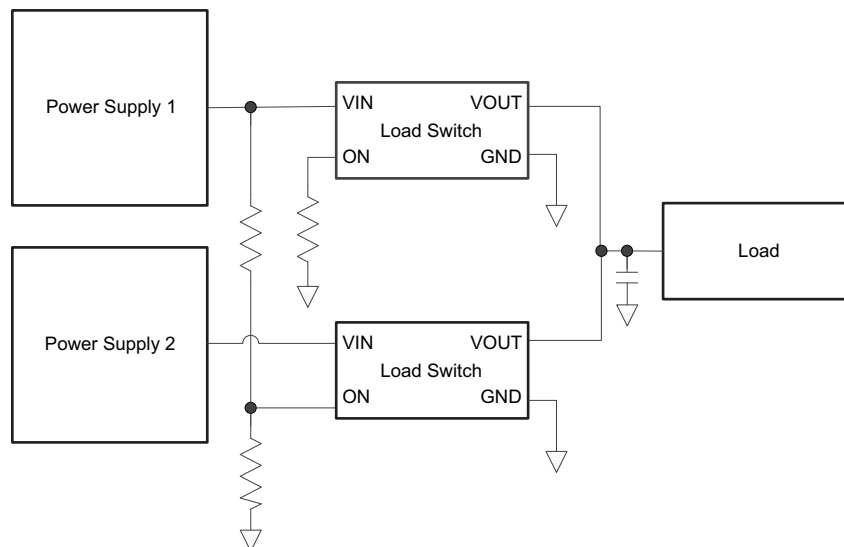 Power Supply 1
VIN
VOUT
Load Switch
ON
GND
Load
Power Supply 2
VIN
VOUT
Load Switch
ON
GND